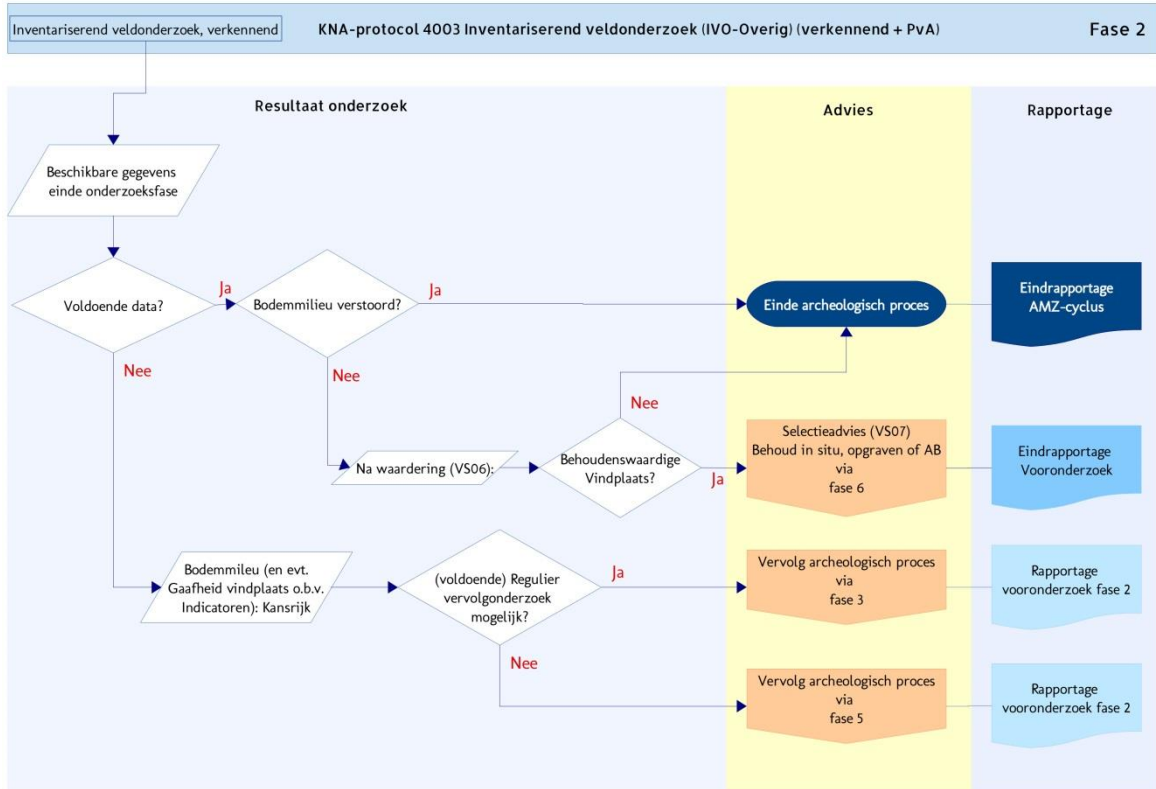 Inventariserend veldonderzoek, verkennend
KNA-protocol 4003 Inventariserend veldonderzoek (IVO-Overig) (verkennend + PvA)
Fase 2
Resultaat onderzoek
Advies
Rapportage
Beschikbare gegevens
einde onderzoeksfase
Voldoende data?
Ja
Bodemmilieu verstoord?
Ja
Einde archeologisch proces
Eindrapportage
AMZ-cyclus
Nee
Nee
Nee
Na waardering (VS06):
Behoudenswaardige
Vindplaats?
Ja
Selectieadvies (VS07)
Behoud in situ, opgraven of AB
via
fase 6
Eindrapportage
Vooronderzoek
Bodemmileu (en evt.
Gaafheid vindplaats o.b.v.
Indicatoren): Kansrijk
(voldoende) Regulier
vervolgonderzoek
mogelijk?
Ja
Vervolg archeologisch proces
via
fase 3
Rapportage
vooronderzoek fase 2
Nee
Vervolg archeologisch proces
via
fase 5
Rapportage
vooronderzoek fase 2